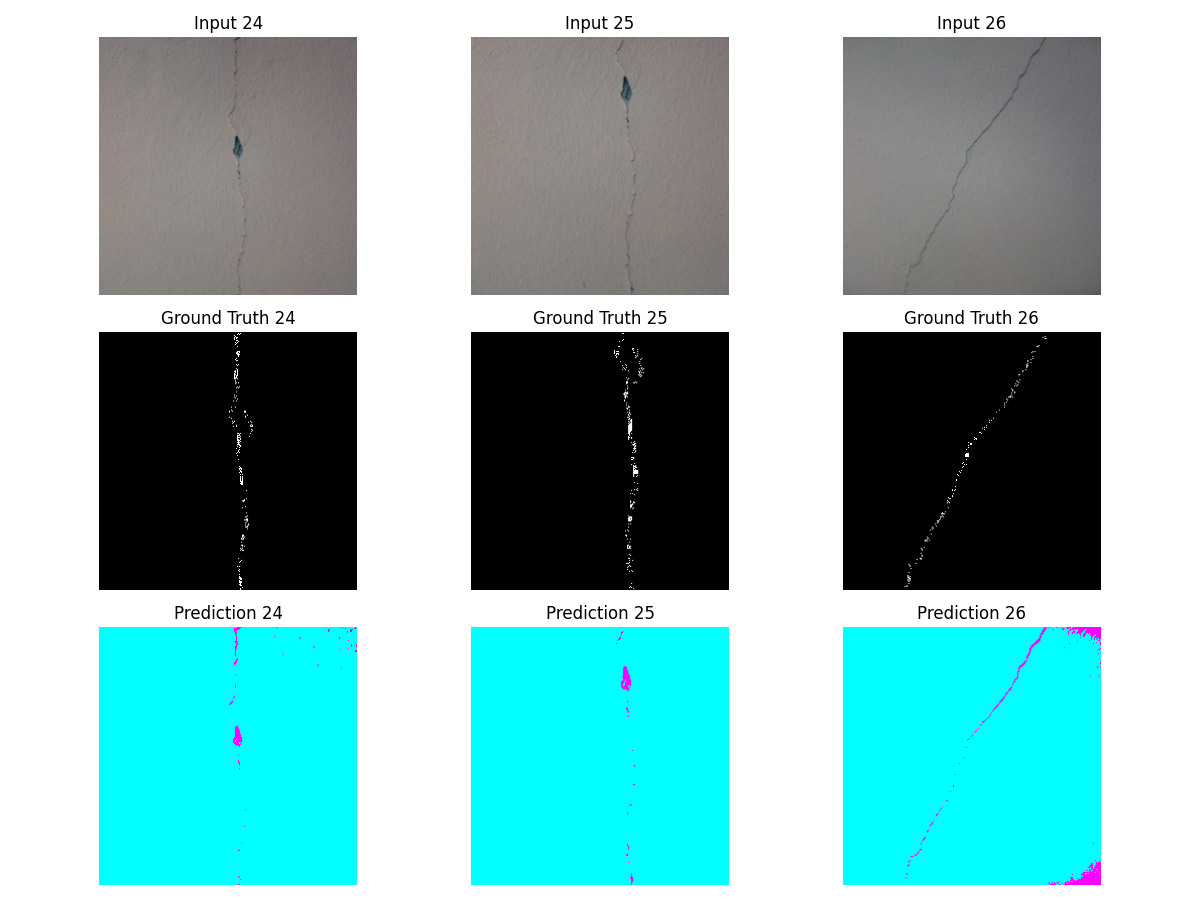 Input 24
Input 25
Input 26
Ground Truth 24
Ground Truth 25
Ground Truth 26
Prediction 24
Prediction 25
Prediction 26